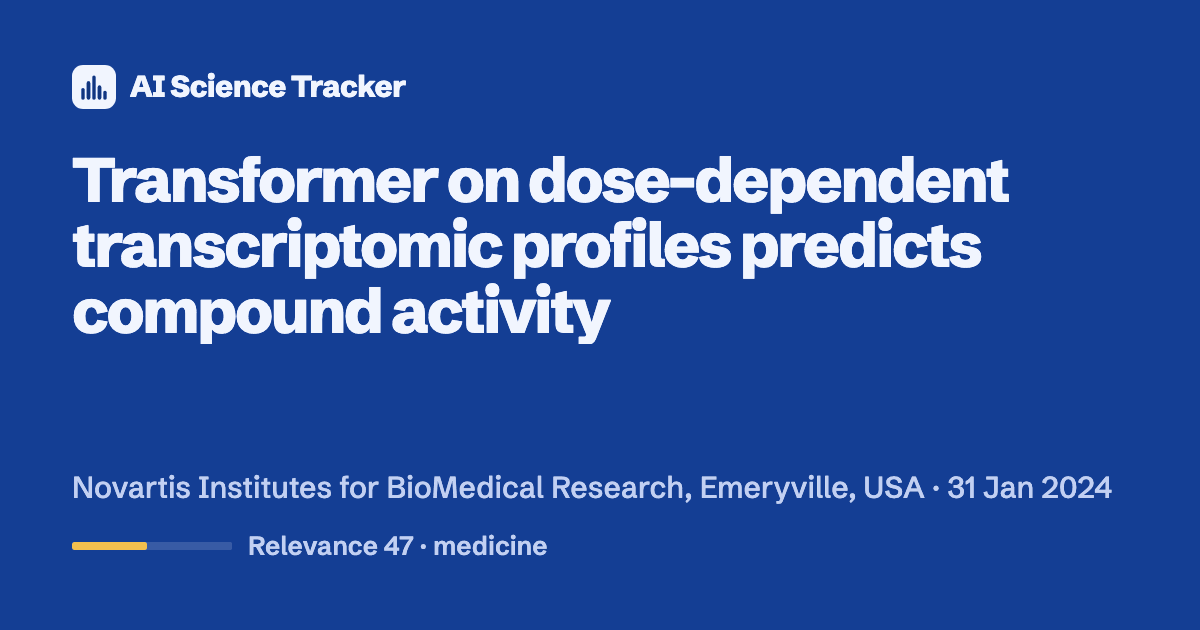 AI Science Tracker
Transformer on dose-dependent
transcriptomic profiles predicts
compound activity
Novartis Institutes for BioMedical Research, Emeryville, USA · 31 Jan 2024
Relevance 47 · medicine